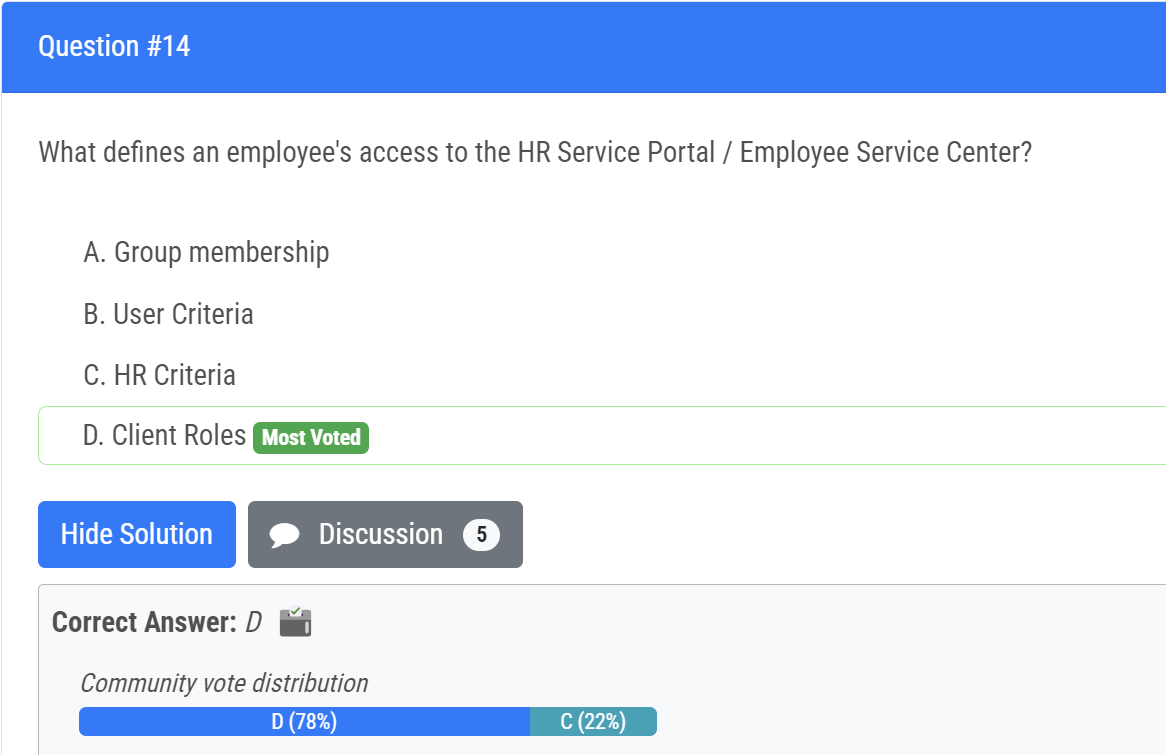 Question #14
What defines an employee's access to the HR Service Portal / Employee Service Center?
A. Group membership
B. User Criteria
C. HR Criteria
D. Client Roles Most Voted
Hide Solution Discussion 5
Correct Answer: D
Community vote distribution
D (78%) C (22%)